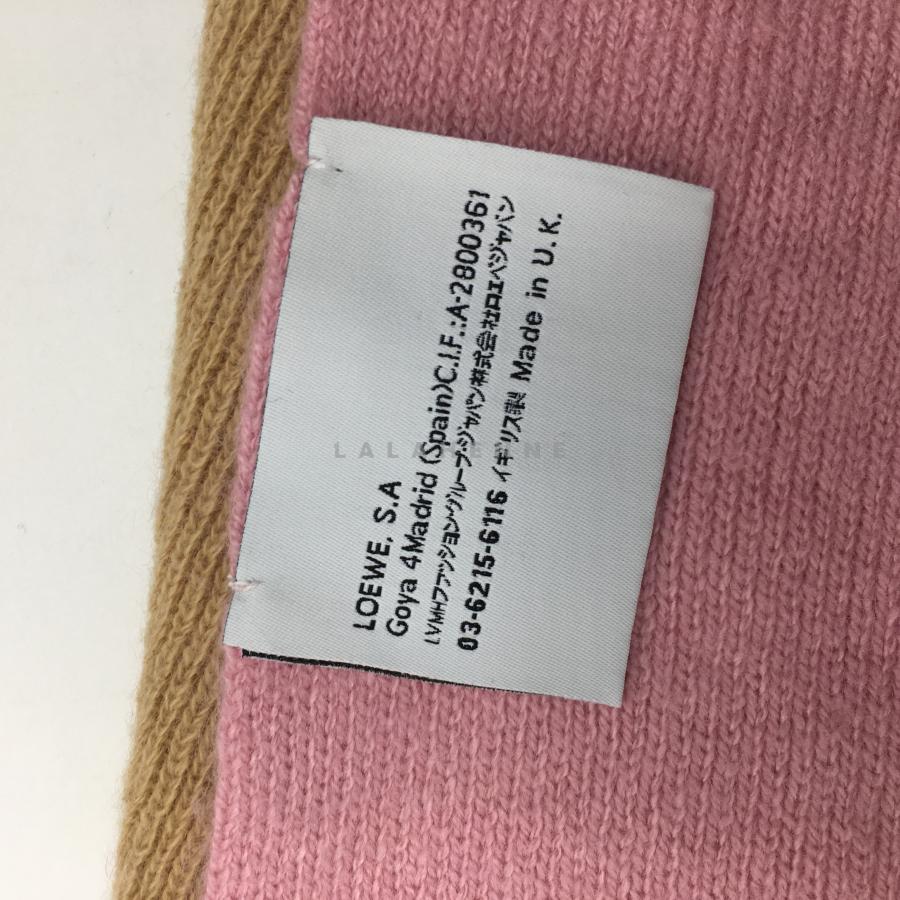 LOEWE, S.A
Goya 4Madrid (Spain)C.I.F.:A-2800361
LVMHファッション・グループ・ジャパン株式会社ロエベジャパン
03-6215-6116 イギリス製 Made in U.K.